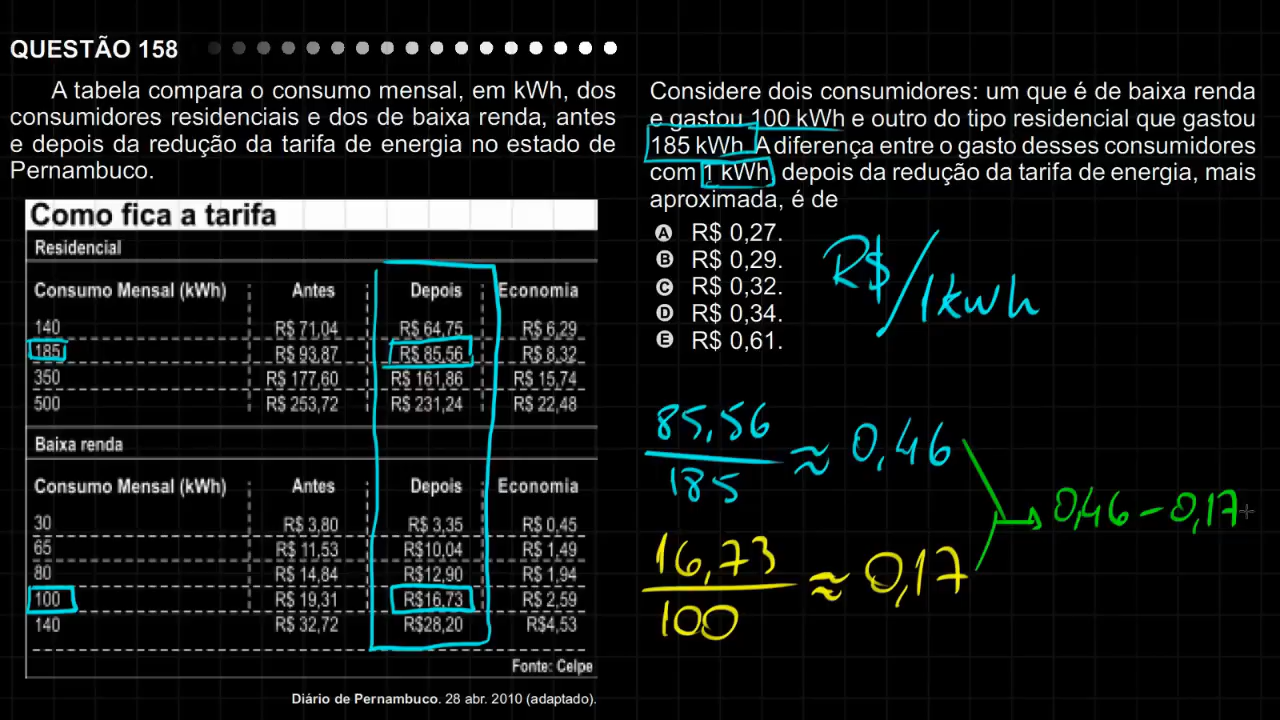 QUESTÃO 158
A tabela compara o consumo mensal, em kWh, dos
consumidores residenciais e dos de baixa renda, antes
e depois da redução da tarifa de energia no estado de
Pernambuco.
Como fica a tarifa
Residencial
Consumo Mensal (kWh) Antes Depois Economia
140 R$ 71,04 R$ 64,75 R$ 6,29
185 R$ 93,87 R$ 85,56 R$ 8,32
350 R$ 177,60 R$ 161,86 R$ 15,74
500 R$ 253,72 R$ 231,24 R$ 22,48
Baixa renda
Consumo Mensal (kWh) Antes Depois Economia
30 R$ 3,80 R$ 3,35 R$ 0,45
65 R$ 11,53 R$10,04 R$ 1,49
80 R$ 14,84 R$12,90 R$ 1,94
100 R$ 19,31 R$16,73 R$ 2,59
140 R$ 32,72 R$28,20 R$4,53
Fonte: Celpe
Diário de Pernambuco. 28 abr. 2010 (adaptado).
Considere dois consumidores: um que é de baixa renda
e gastou 100 kWh e outro do tipo residencial que gastou
185 kWh. A diferença entre o gasto desses consumidores
com 1 kWh, depois da redução da tarifa de energia, mais
aproximada, é de
A R$ 0,27.
B R$ 0,29.
C R$ 0,32.
D R$ 0,34.
E R$ 0,61.
R$/1kwh
85,56
185
≈ 0,46
16,73
100
≈ 0,17
0,46 - 0,17